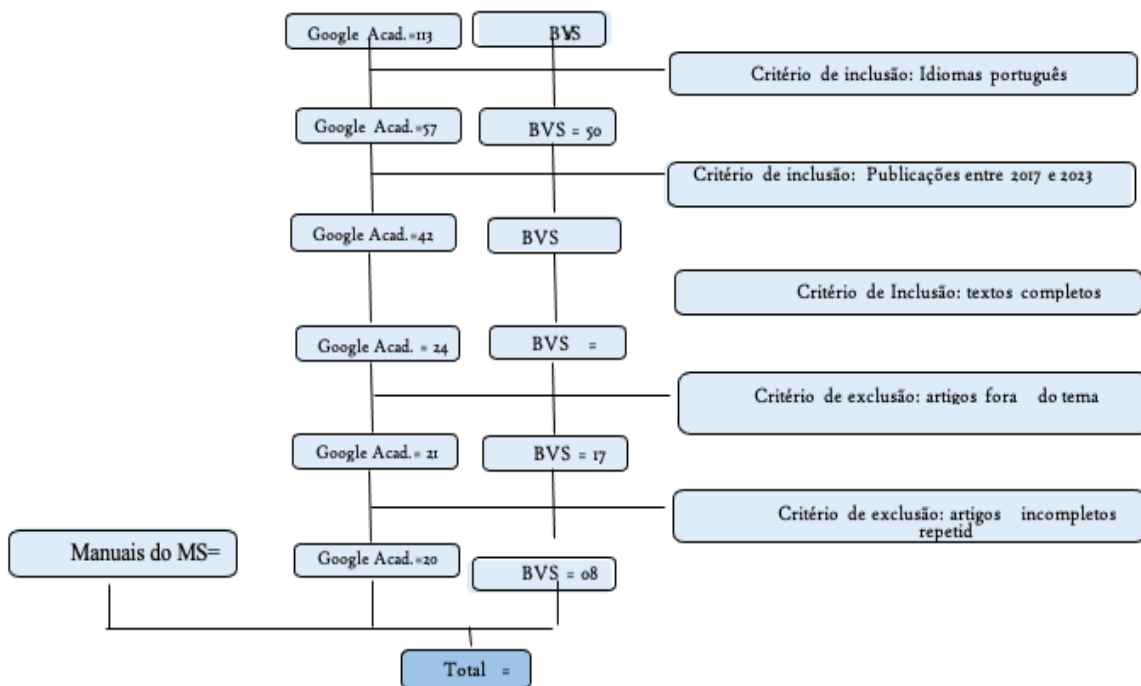 Google Acad.=113
BVS
Critério de inclusão: Idiomas português
Google Acad.=57
BVS = 50
Critério de inclusão: Publicações entre 2017 e 2023
Google Acad.=42
BVS
Critério de Inclusão: textos completos
Google Acad. = 24
BVS =
Critério de exclusão: artigos fora do tema
Google Acad.= 21
BVS = 17
Critério de exclusão: artigos incompletos
repetid
Manuais do MS=
Google Acad.=20
BVS = 08
Total =